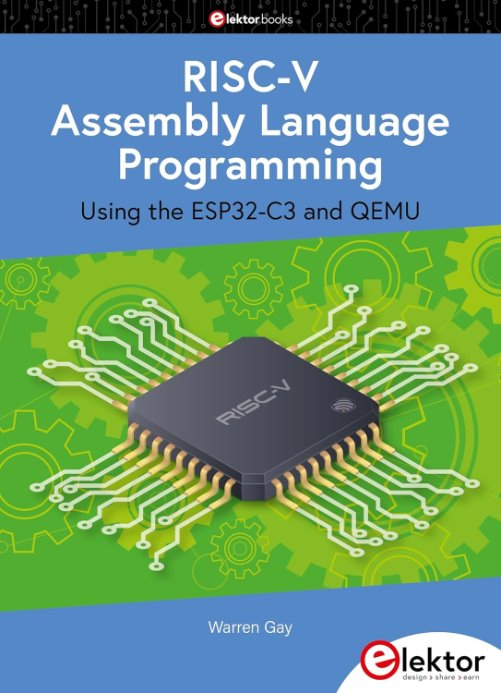 elektor books
RISC-V
Assembly Language
Programming
Using the ESP32-C3 and QEMU
RISC-V
Warren Gay
elektor
design > share > earn